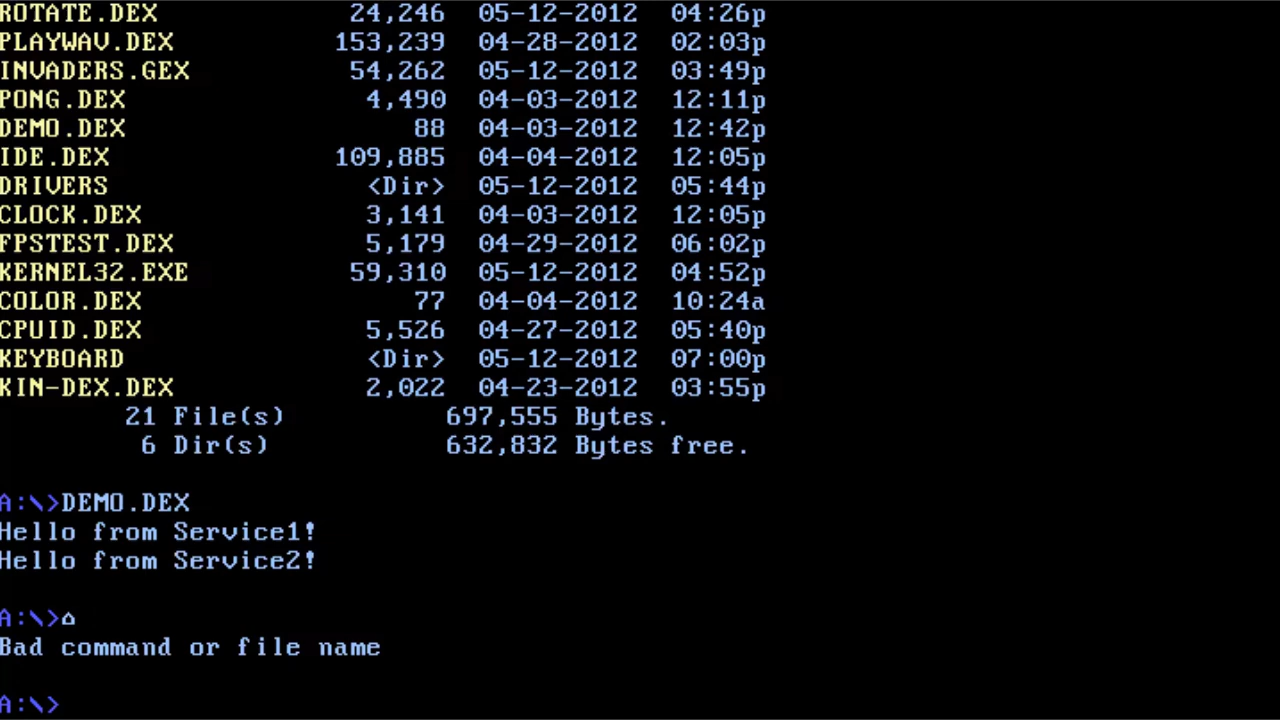 ROTATE.DEX 24,246 05-12-2012 04:26p
PLAYWAV.DEX 153,239 04-28-2012 02:03p
INVADERS.GEX 54,262 05-12-2012 03:49p
PONG.DEX 4,490 04-03-2012 12:11p
DEMO.DEX 88 04-03-2012 12:42p
IDE.DEX 109,885 04-04-2012 12:05p
DRIVERS <Dir> 05-12-2012 05:44p
CLOCK.DEX 3,141 04-03-2012 12:05p
FPSTEST.DEX 5,179 04-29-2012 06:02p
KERNEL32.EXE 59,310 05-12-2012 04:52p
COLOR.DEX 77 04-04-2012 10:24a
CPUID.DEX 5,526 04-27-2012 05:40p
KEYBOARD <Dir> 05-12-2012 07:00p
KIN-DEX.DEX 2,022 04-23-2012 03:55p
21 File(s) 697,555 Bytes.
6 Dir(s) 632,832 Bytes free.
A:\>DEMO.DEX
Hello from Service1!
Hello from Service2!
A:\>⌂
Bad command or file name
A:\>